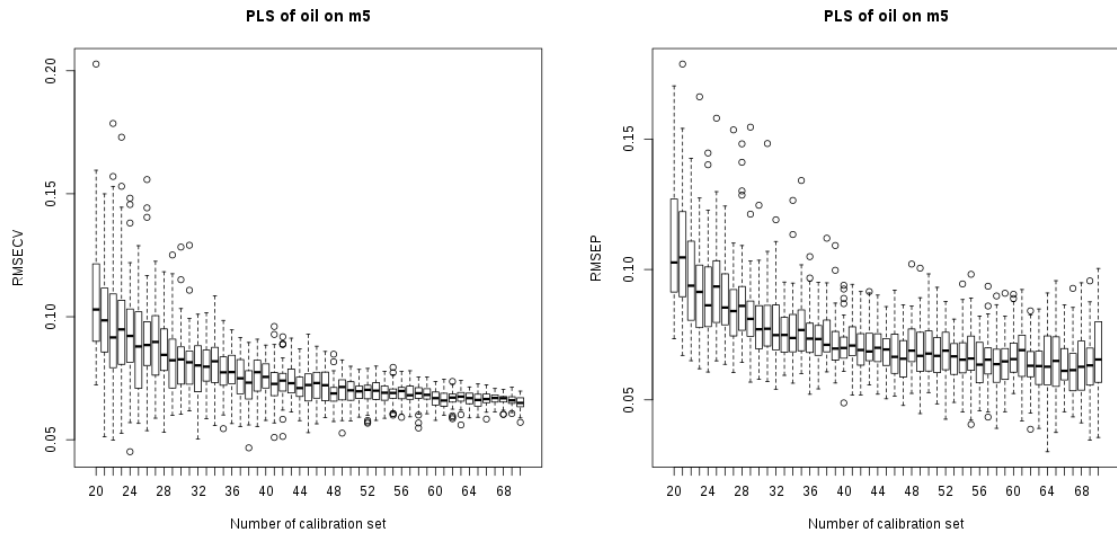 PLS of oil on m5
0.20
0.15
0.10
0.05
RMSECV
20 24 28 32 36 40 44 48 52 56 60 64 68
Number of calibration set
PLS of oil on m5
0.15
0.10
0.05
RMSEP
20 24 28 32 36 40 44 48 52 56 60 64 68
Number of calibration set